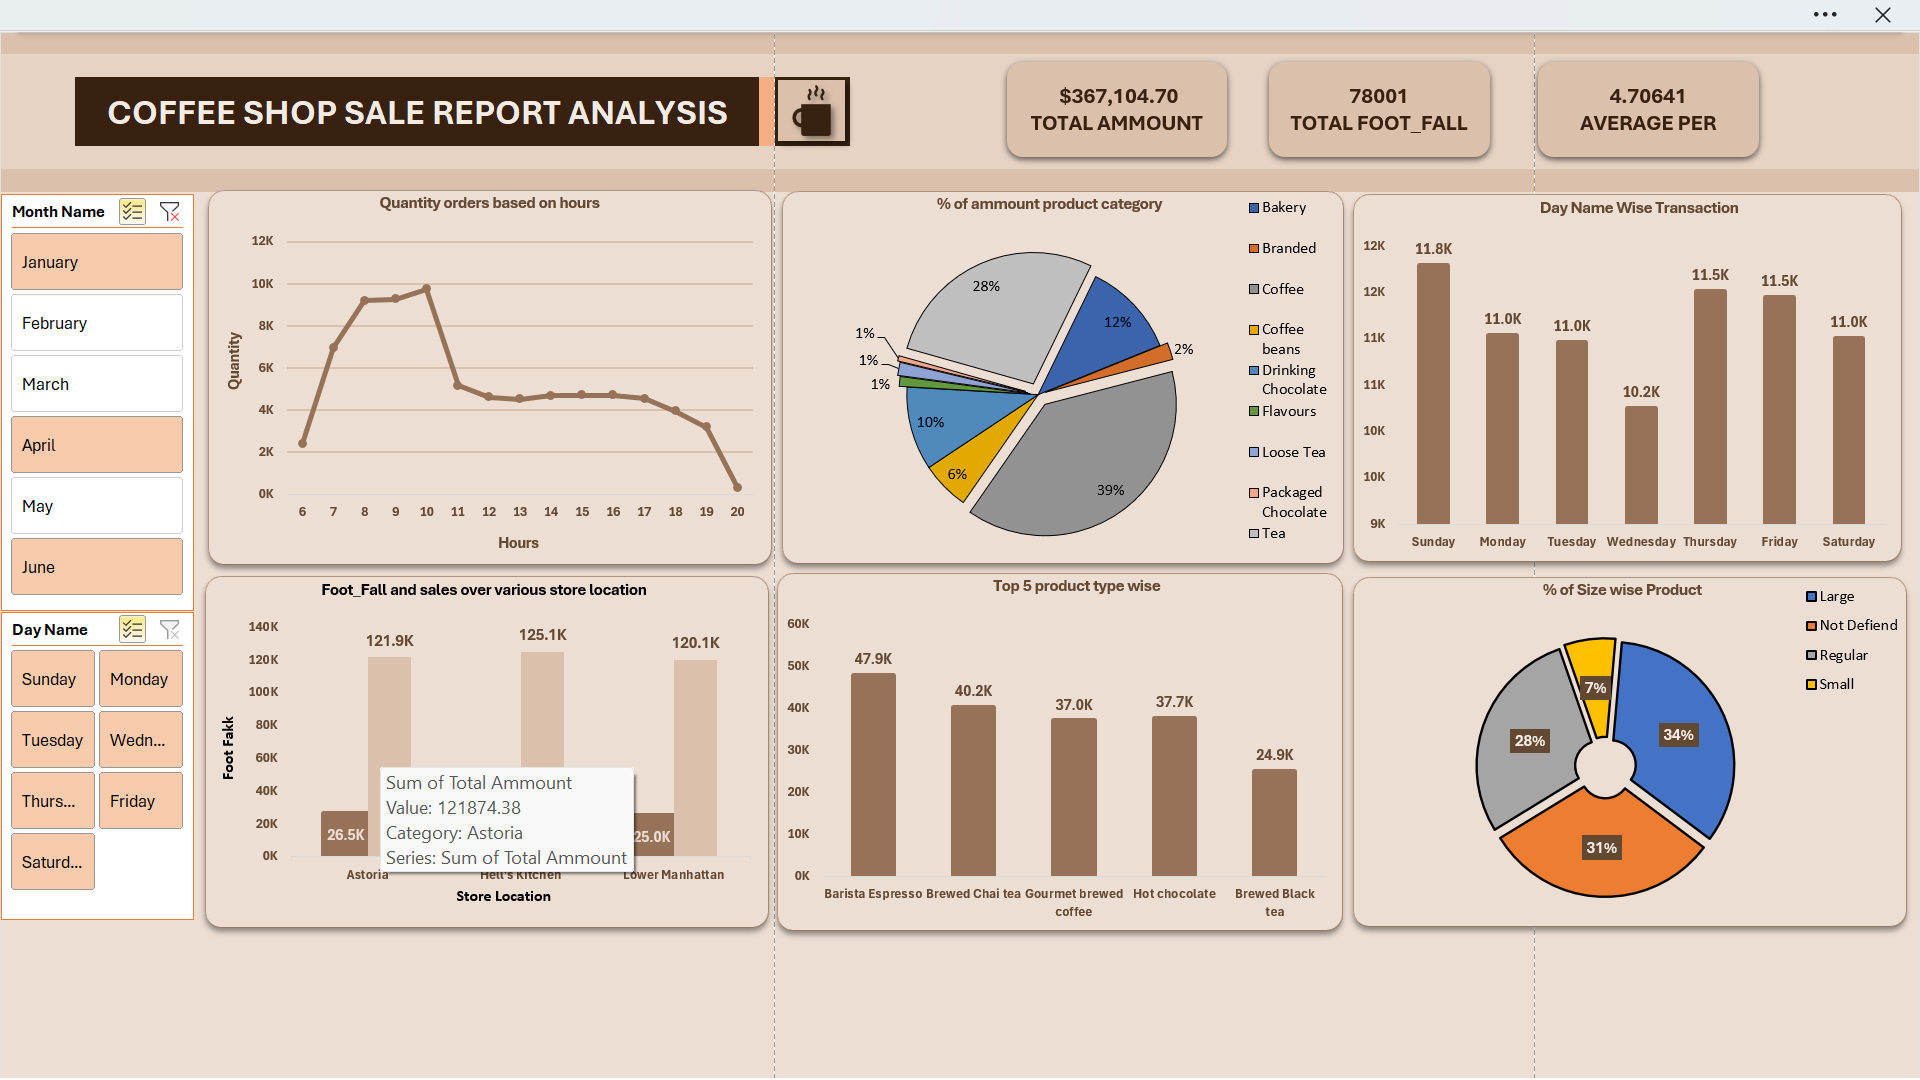 COFFEE SHOP SALE REPORT ANALYSIS
$367,104.70
TOTAL AMMOUNT
78001
TOTAL FOOT_FALL
4.70641
AVERAGE PER
Month Name
January
February
March
April
May
June
Day Name
Sunday
Monday
Tuesday
Wedn...
Thurs...
Friday
Saturd...
Quantity orders based on hours
12K
10K
8K
6K
4K
2K
0K
Quantity
6 7 8 9 10 11 12 13 14 15 16 17 18 19 20
Hours
% of ammount product category
28%
12%
2%
39%
6%
10%
1%
1%
1%
Bakery
Branded
Coffee
Coffee
beans
Drinking
Chocolate
Flavours
Loose Tea
Packaged
Chocolate
Tea
Day Name Wise Transaction
12K
12K
11K
11K
10K
10K
9K
11.8K
11.0K
11.0K
10.2K
11.5K
11.5K
11.0K
Sunday Monday Tuesday Wednesday Thursday Friday Saturday
Foot_Fall and sales over various store location
140K
120K
100K
80K
60K
40K
20K
0K
Foot Fakk
121.9K
125.1K
120.1K
26.5K
25.0K
Sum of Total Ammount
Value: 121874.38
Category: Astoria
Series: Sum of Total Ammount
Astoria Hell's Kitchen Lower Manhattan
Store Location
Top 5 product type wise
60K
50K
40K
30K
20K
10K
0K
47.9K
40.2K
37.0K
37.7K
24.9K
Barista Espresso
Brewed Chai tea
Gourmet brewed
coffee
Hot chocolate
Brewed Black
tea
% of Size wise Product
7%
34%
28%
31%
Large
Not Defiend
Regular
Small